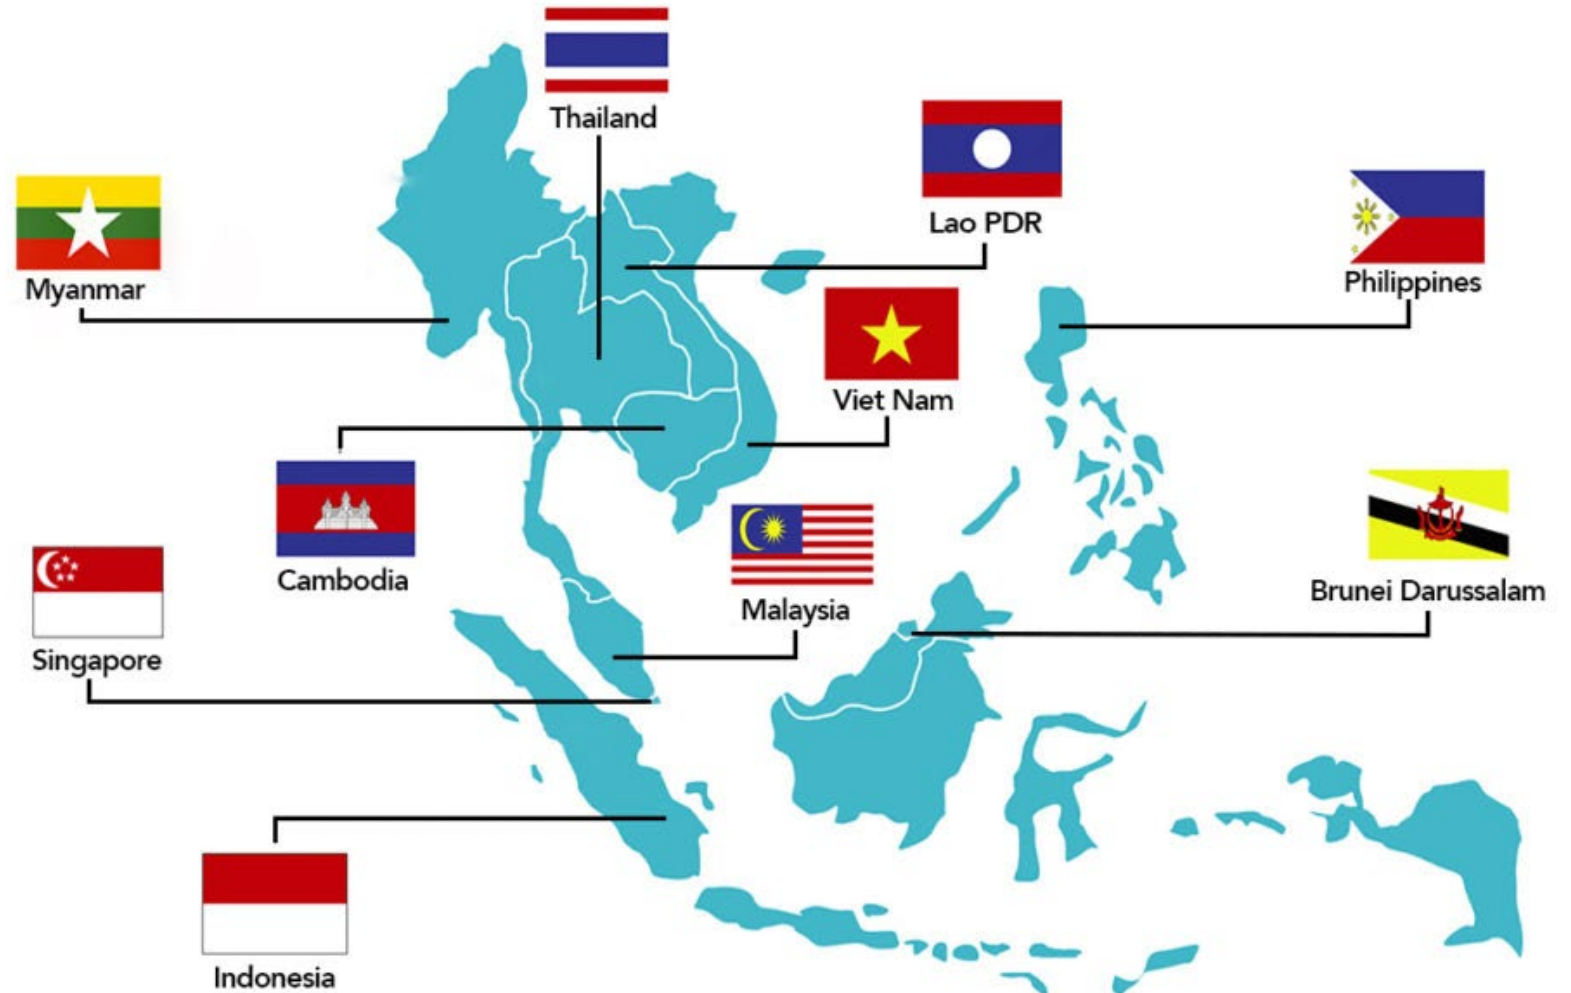 Thailand
Lao PDR
Myanmar
Philippines
Viet Nam
Cambodia
Malaysia
Brunei Darussalam
Singapore
Indonesia